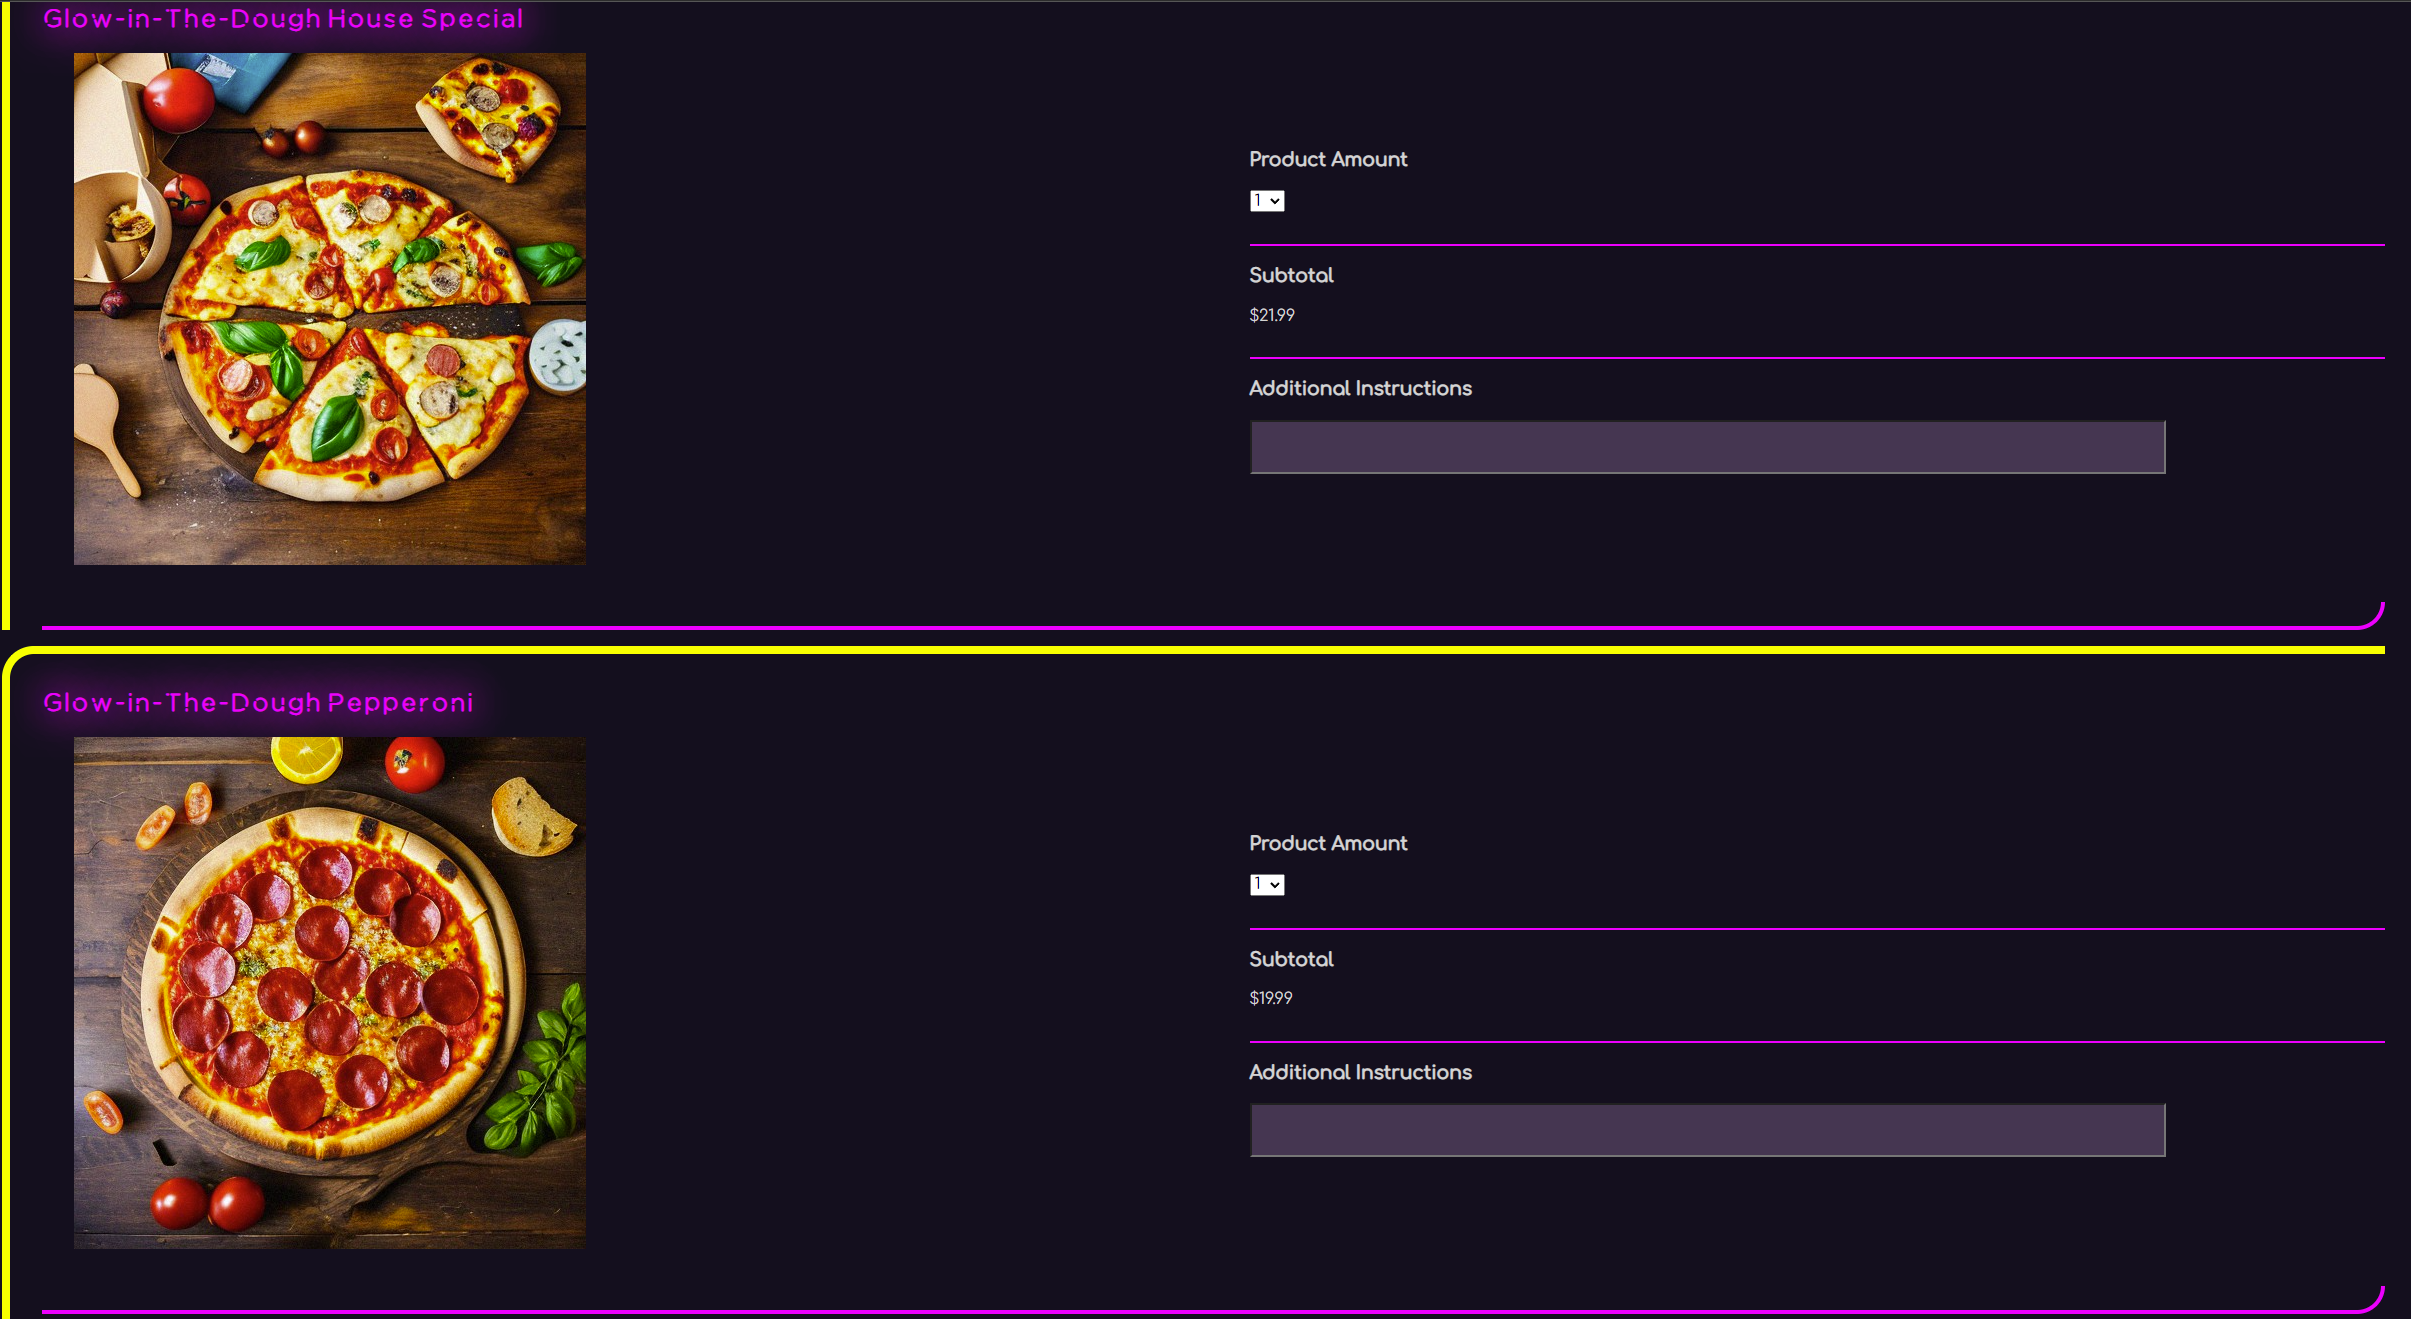 Glow-in-The-Dough House Special
Product Amount
1
Subtotal
$21.99
Additional Instructions
Glow-in-The-Dough Pepperoni
Product Amount
1
Subtotal
$19.99
Additional Instructions